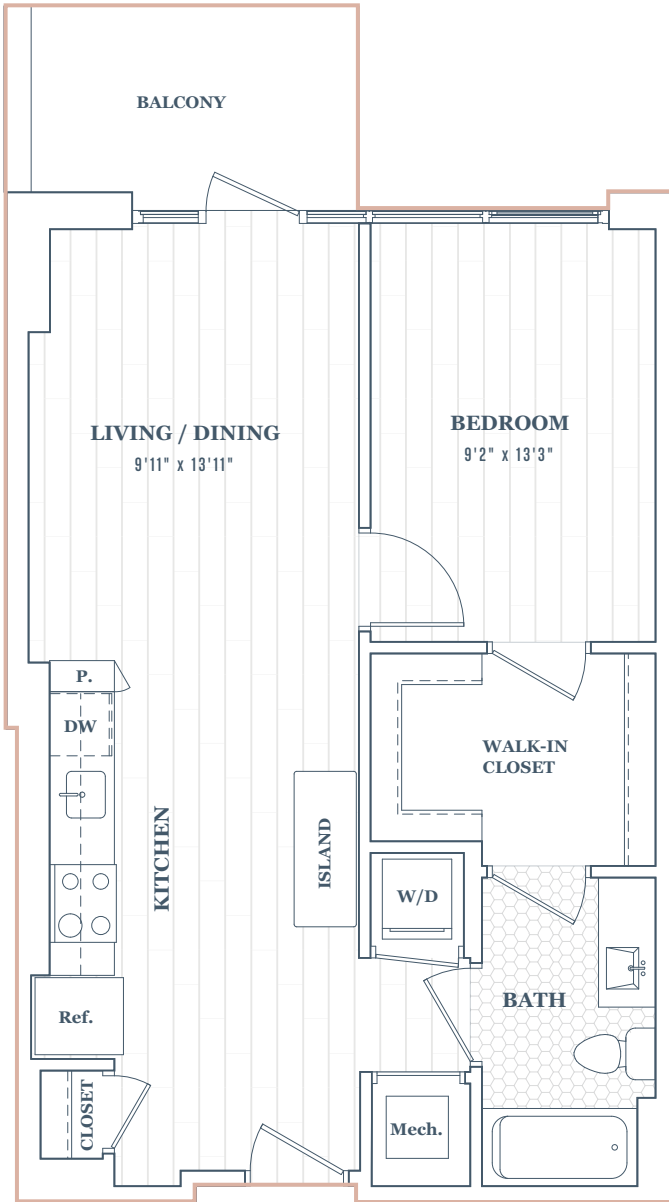 BALCONY
LIVING / DINING
9'11" x 13'11"
BEDROOM
9'2" x 13'3"
P.
DW
WALK-IN
CLOSET
KITCHEN
ISLAND
W/D
Ref.
BATH
CLOSET
Mech.